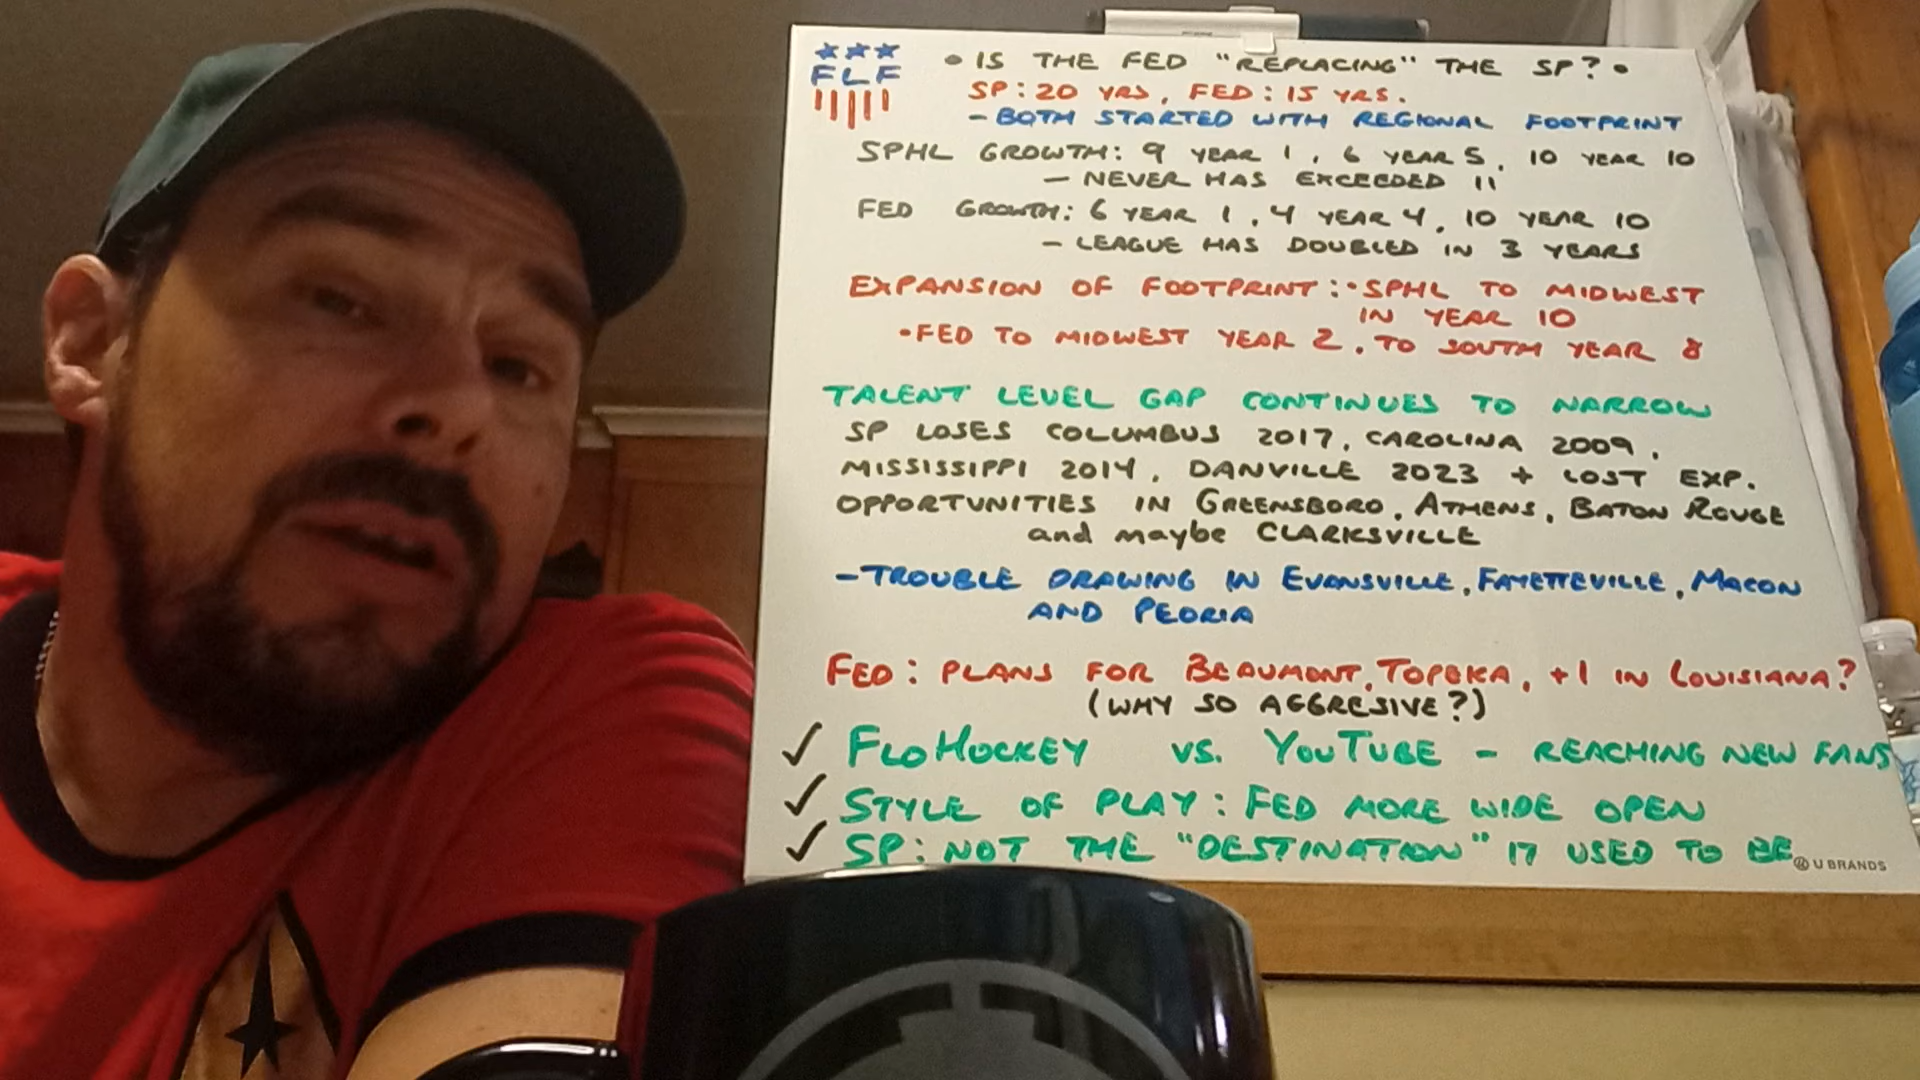 FLF
• IS THE FED "REPLACING" THE SP? •
SP: 20 YRS, FED: 15 YRS.
- BOTH STARTED WITH REGIONAL FOOTPRINT
SPHL GROWTH: 9 YEAR 1, 6 YEAR 5, 10 YEAR 10
- NEVER HAS EXCEEDED 11
FED GROWTH: 6 YEAR 1, 4 YEAR 4, 10 YEAR 10
- LEAGUE HAS DOUBLED IN 3 YEARS
EXPANSION OF FOOTPRINT: • SPHL TO MIDWEST
IN YEAR 10
• FED TO MIDWEST YEAR 2, TO SOUTH YEAR 8
TALENT LEVEL GAP CONTINUES TO NARROW
SP LOSES COLUMBUS 2017, CAROLINA 2009,
MISSISSIPPI 2014, DANVILLE 2023 + LOST EXP.
OPPORTUNITIES IN GREENSBORO, ATHENS, BATON ROUGE
and maybe CLARKSVILLE
- TROUBLE DRAWING IN EVANSVILLE, FAYETTEVILLE, MACON
AND PEORIA
FED: PLANS FOR BEAUMONT, TOPEKA, +1 IN LOUISIANA?
(WHY SO AGGRESIVE?)
✓ FLOHOCKEY VS. YOUTUBE - REACHING NEW FANS
✓ STYLE OF PLAY: FED MORE WIDE OPEN
✓ SP: NOT THE "DESTINATION" IT USED TO BE
U BRANDS